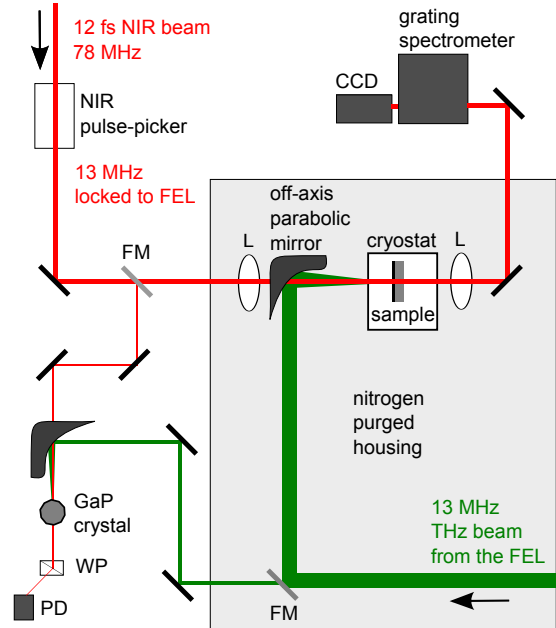 12 fs NIR beam
78 MHz
NIR
pulse-picker
13 MHz
locked to FEL
grating
spectrometer
CCD
off-axis
parabolic
mirror
FM
L
cryostat
L
sample
nitrogen
purged
housing
GaP
crystal
WP
PD
13 MHz
THz beam
from the FEL
FM